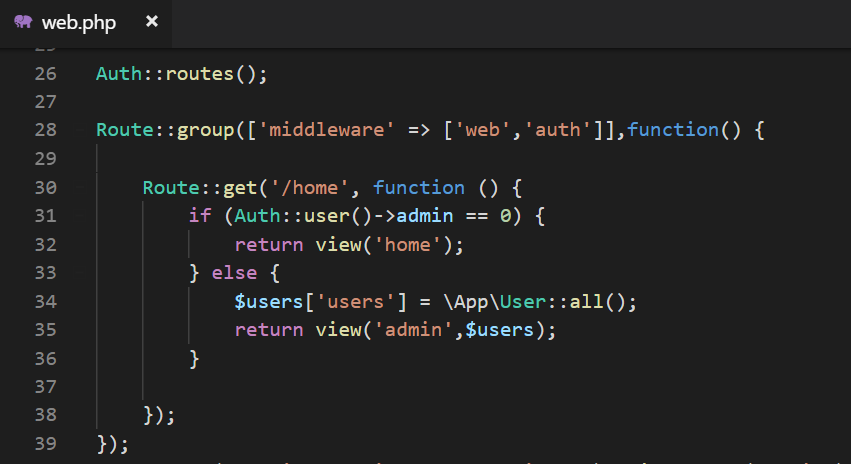 web.php ×
25
26 Auth::routes();
27
28 Route::group(['middleware' => ['web','auth']],function() {
29
30     Route::get('/home', function () {
31         if (Auth::user()->admin == 0) {
32             return view('home');
33         } else {
34             $users['users'] = \App\User::all();
35             return view('admin',$users);
36         }
37
38     });
39 });